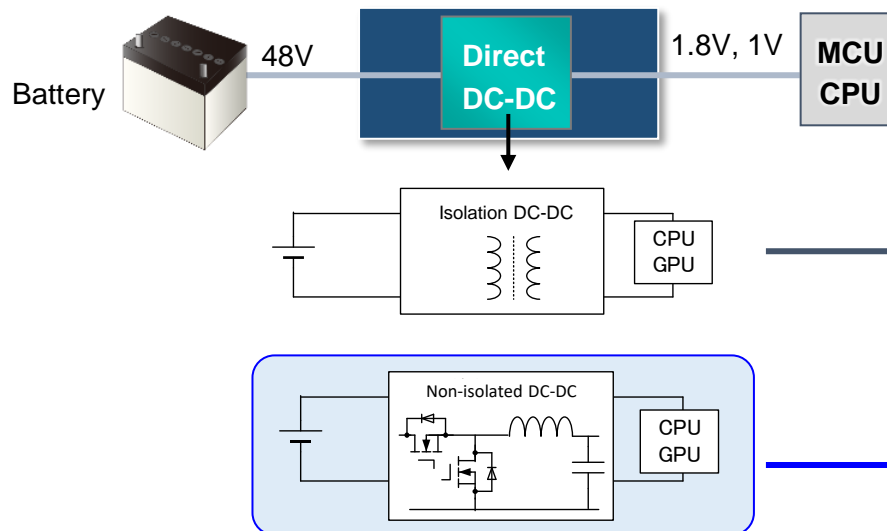 48V
Direct
DC-DC
1.8V, 1V
MCU
CPU
Battery
Isolation DC-DC
CPU
GPU
Non-isolated DC-DC
CPU
GPU